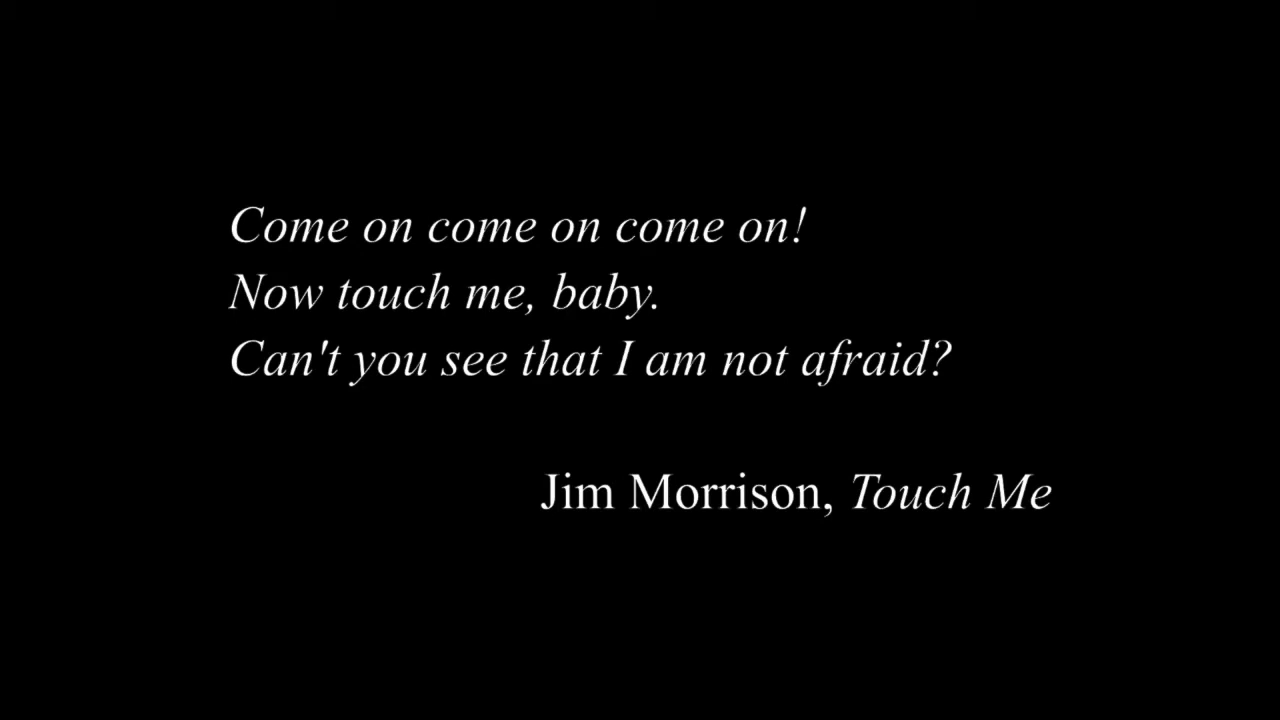 Come on come on come on!
Now touch me, baby.
Can't you see that I am not afraid?
Jim Morrison, Touch Me